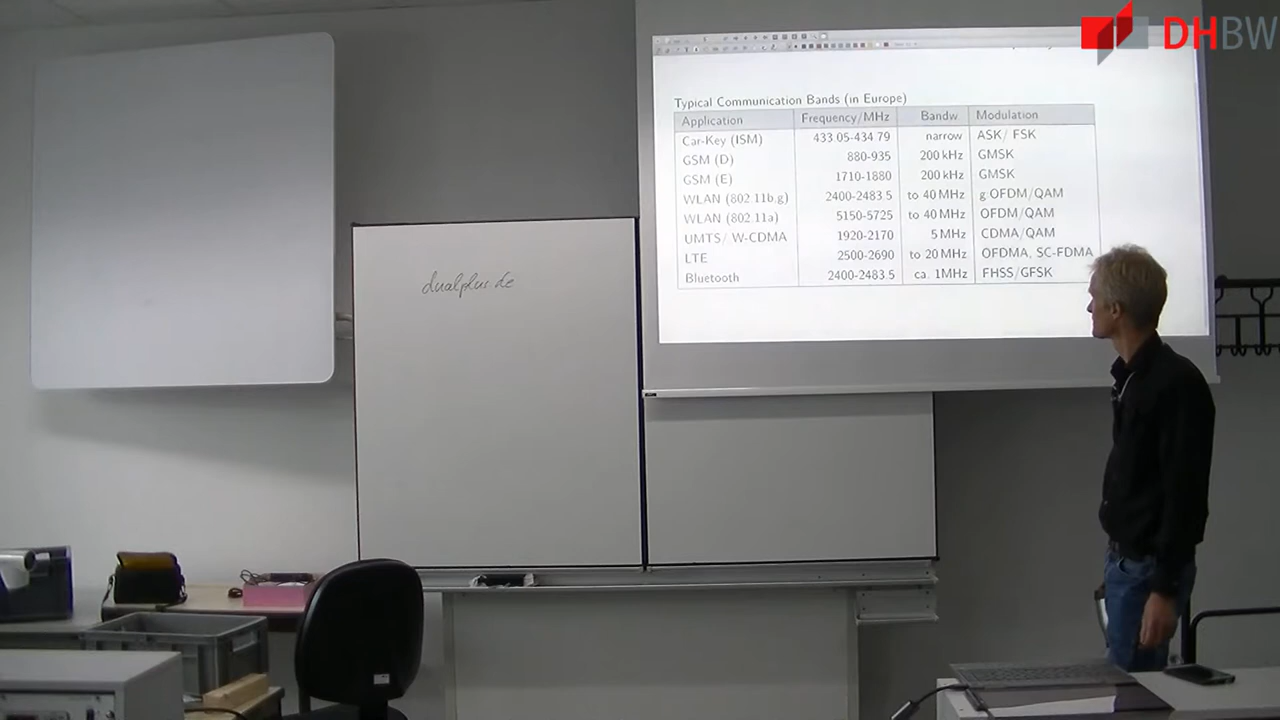 DHBW
Typical Communication Bands (in Europe)
Application Frequency/MHz Bandw Modulation
Car-Key (ISM) 433 05-434 79 narrow ASK/ FSK
GSM (D) 880-935 200 kHz GMSK
GSM (E) 1710-1880 200 kHz GMSK
WLAN (802 11b,g) 2400-2483 5 to 40 MHz g OFDM/QAM
WLAN (802 11a) 5150-5725 to 40 MHz OFDM/QAM
UMTS/ W-CDMA 1920-2170 5 MHz CDMA/QAM
LTE 2500-2690 to 20 MHz OFDMA, SC-FDMA
Bluetooth 2400-2483 5 ca. 1MHz FHSS/GFSK
dualplus de